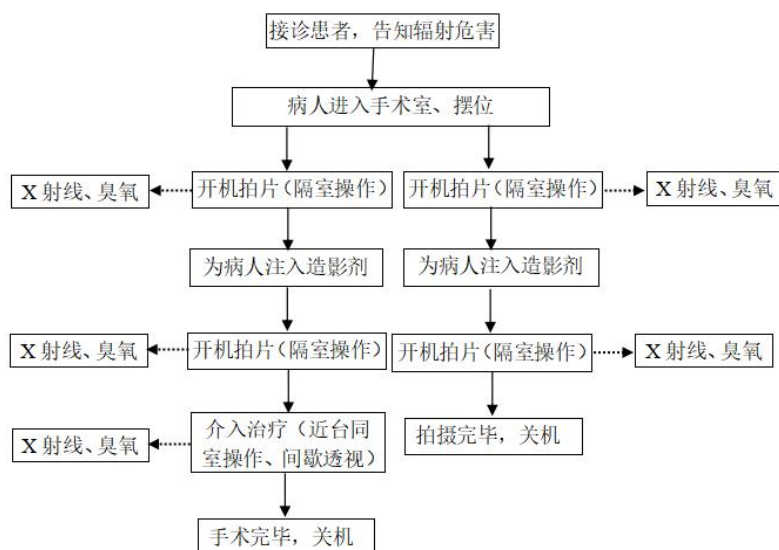 接诊患者，告知辐射危害
病人进入手术室、摆位
X 射线、臭氧
开机拍片（隔室操作）
开机拍片（隔室操作）
X 射线、臭氧
为病人注入造影剂
为病人注入造影剂
X 射线、臭氧
开机拍片（隔室操作）
开机拍片（隔室操作）
X 射线、臭氧
X 射线、臭氧
介入治疗（近台同
室操作、间歇透视）
拍摄完毕，关机
手术完毕，关机